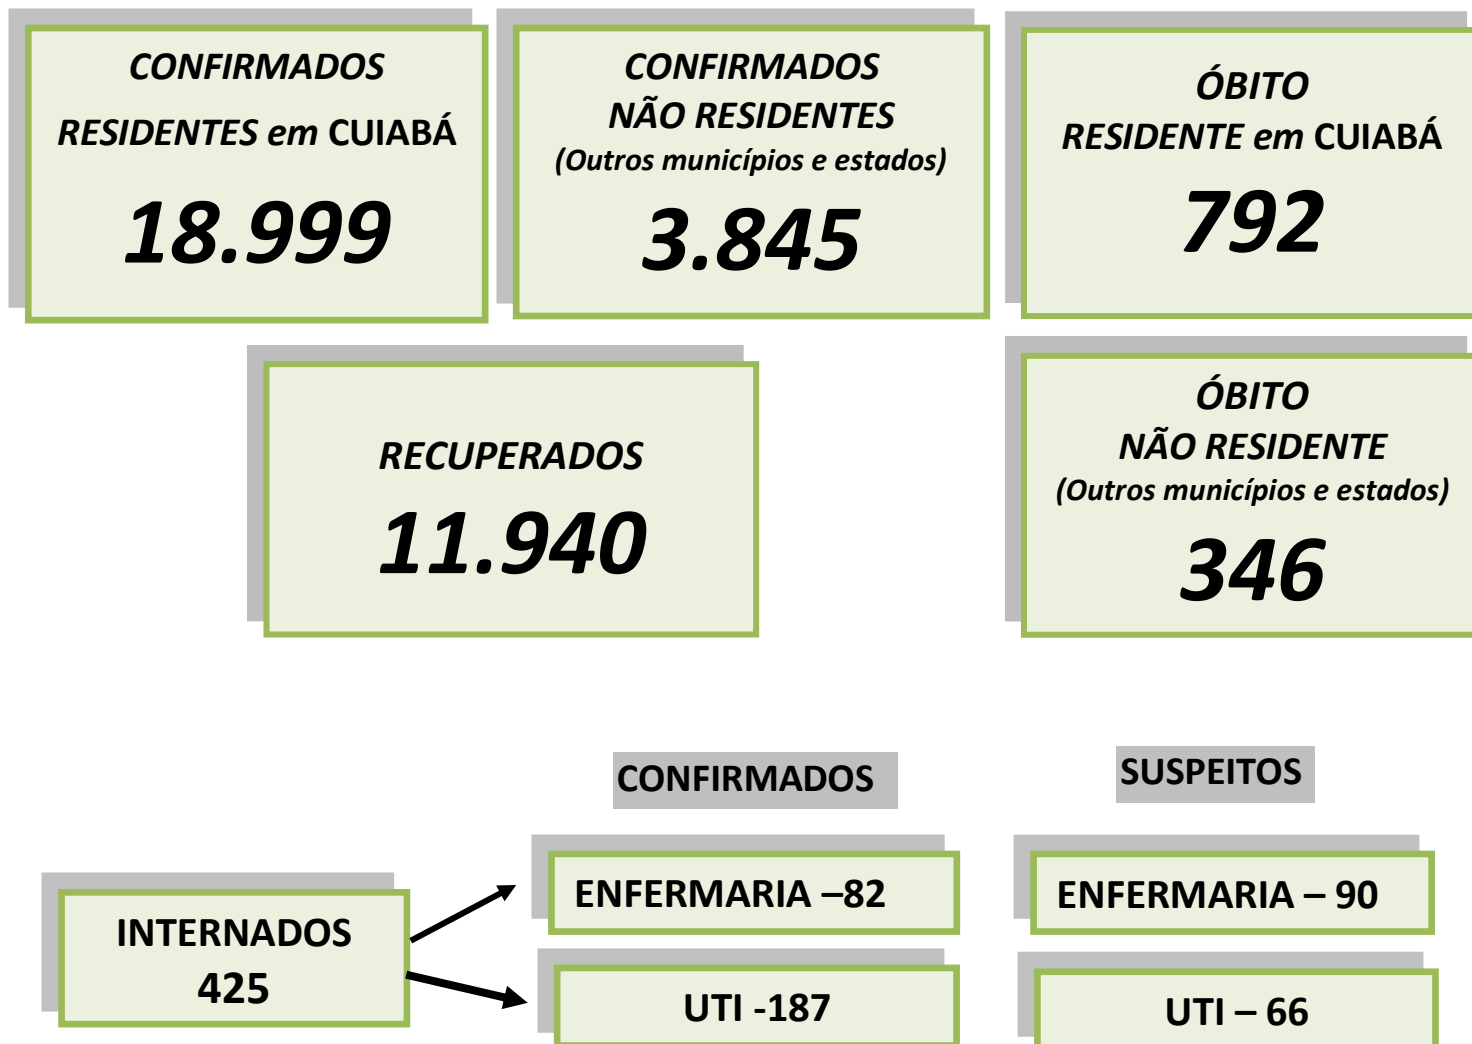 CONFIRMADOS
RESIDENTES em CUIABÁ
18.999
CONFIRMADOS
NÃO RESIDENTES
(Outros municípios e estados)
3.845
ÓBITO
RESIDENTE em CUIABÁ
792
RECUPERADOS
11.940
ÓBITO
NÃO RESIDENTE
(Outros municípios e estados)
346
CONFIRMADOS
SUSPEITOS
INTERNADOS
425
ENFERMARIA –82
ENFERMARIA – 90
UTI -187
UTI – 66